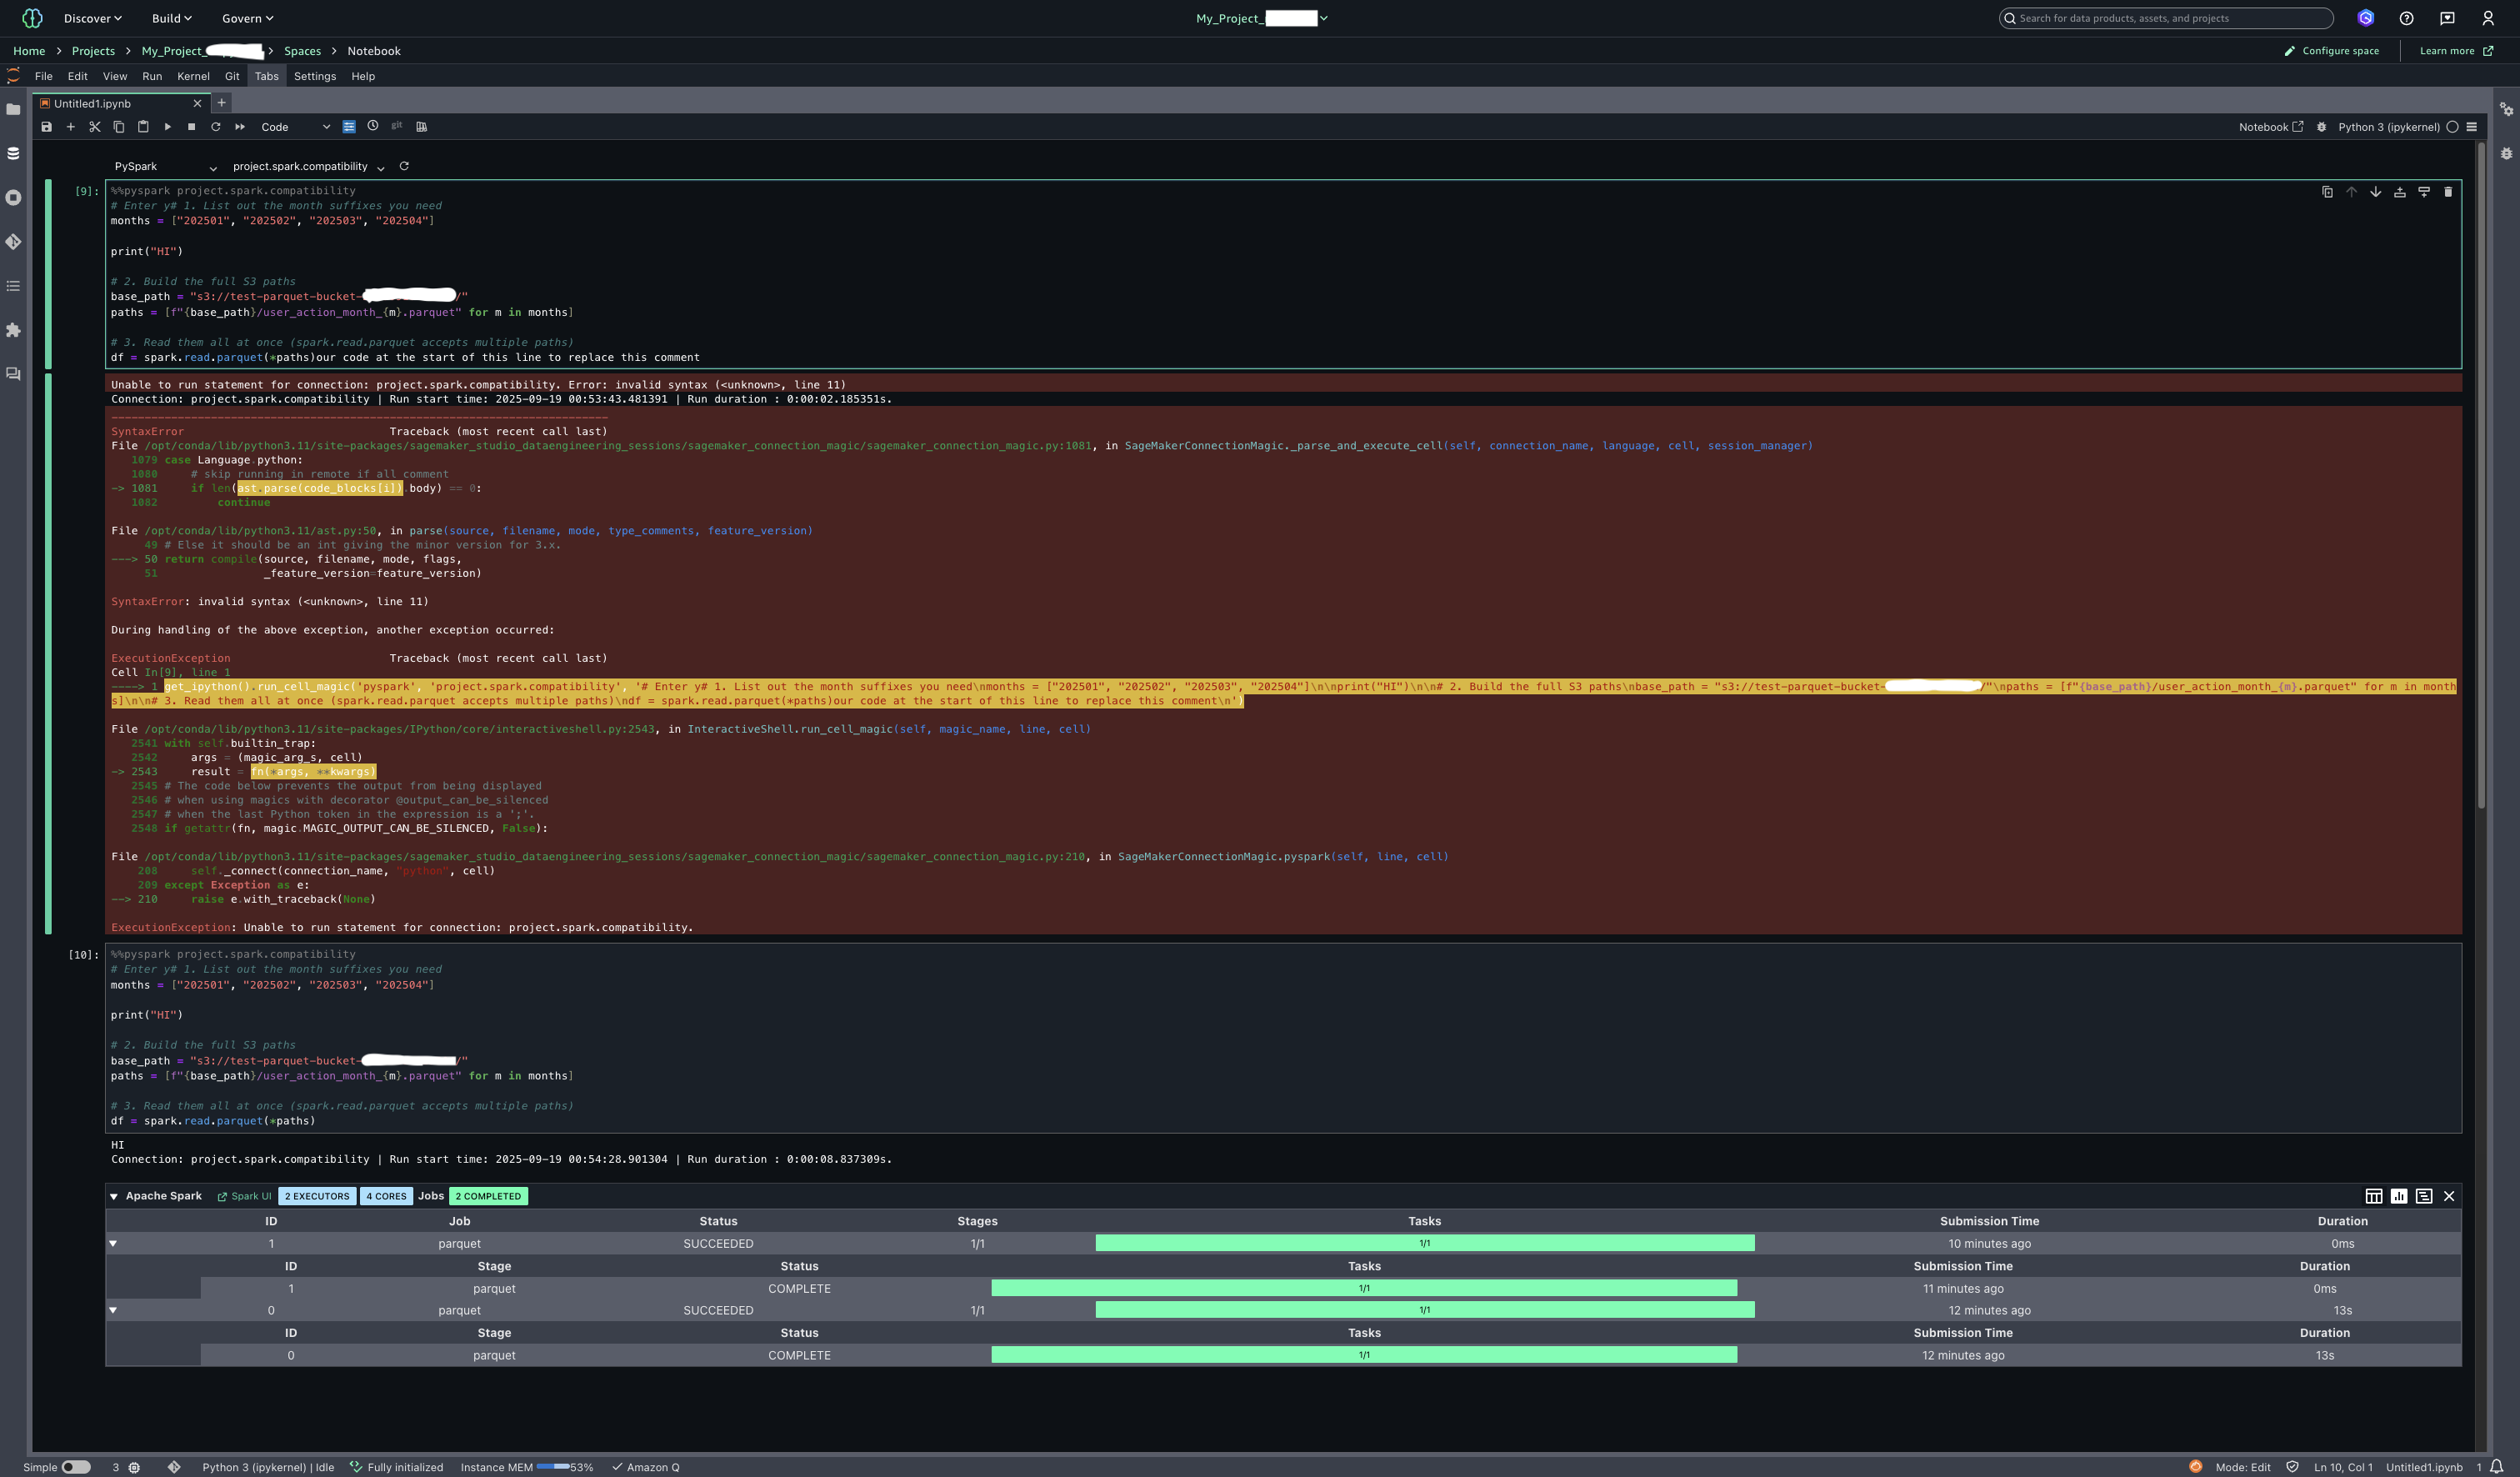 Discover Build Govern My_Project_ Search for data products, assets, and projects
Home > Projects > My_Project_ > Spaces > Notebook Configure space Learn more
File Edit View Run Kernel Git Tabs Settings Help
Untitled1.ipynb
Code git Notebook Python 3 (ipykernel)
PySpark project.spark.compatibility
[9]: %%pyspark project.spark.compatibility
# Enter y# 1. List out the month suffixes you need
months = ["202501", "202502", "202503", "202504"]
print("HI")
# 2. Build the full S3 paths
base_path = "s3://test-parquet-bucket-/"
paths = [f"{base_path}/user_action_month_{m}.parquet" for m in months]
# 3. Read them all at once (spark.read.parquet accepts multiple paths)
df = spark.read.parquet(*paths)our code at the start of this line to replace this comment
Unable to run statement for connection: project.spark.compatibility. Error: invalid syntax (<unknown>, line 11)
Connection: project.spark.compatibility | Run start time: 2025-09-19 00:53:43.481391 | Run duration : 0:00:02.185351s.
---------------------------------------------------------------------------
SyntaxError Traceback (most recent call last)
File /opt/conda/lib/python3.11/site-packages/sagemaker_studio_dataengineering_sessions/sagemaker_connection_magic/sagemaker_connection_magic.py:1081, in SageMakerConnectionMagic._parse_and_execute_cell(self, connection_name, language, cell, session_manager)
1079 case Language.python:
1080 # skip running in remote if all comment
-> 1081 if len(ast.parse(code_blocks[i]).body) == 0:
1082 continue
File /opt/conda/lib/python3.11/ast.py:50, in parse(source, filename, mode, type_comments, feature_version)
49 # Else it should be an int giving the minor version for 3.x.
---> 50 return compile(source, filename, mode, flags,
51 _feature_version=feature_version)
SyntaxError: invalid syntax (<unknown>, line 11)
During handling of the above exception, another exception occurred:
ExecutionException Traceback (most recent call last)
Cell In[9], line 1
----> 1 get_ipython().run_cell_magic('pyspark', 'project.spark.compatibility', '# Enter y# 1. List out the month suffixes you need\nmonths = ["202501", "202502", "202503", "202504"]\n\nprint("HI")\n\n# 2. Build the full S3 paths\nbase_path = "s3://test-parquet-bucket-/"\npaths = [f"{base_path}/user_action_month_{m}.parquet" for m in month
s]\n\n# 3. Read them all at once (spark.read.parquet accepts multiple paths)\ndf = spark.read.parquet(*paths)our code at the start of this line to replace this comment\n')
File /opt/conda/lib/python3.11/site-packages/IPython/core/interactiveshell.py:2543, in InteractiveShell.run_cell_magic(self, magic_name, line, cell)
2541 with self.builtin_trap:
2542 args = (magic_arg_s, cell)
-> 2543 result = fn(*args, **kwargs)
2545 # The code below prevents the output from being displayed
2546 # when using magics with decorator @output_can_be_silenced
2547 # when the last Python token in the expression is a ';'.
2548 if getattr(fn, magic.MAGIC_OUTPUT_CAN_BE_SILENCED, False):
File /opt/conda/lib/python3.11/site-packages/sagemaker_studio_dataengineering_sessions/sagemaker_connection_magic/sagemaker_connection_magic.py:210, in SageMakerConnectionMagic.pyspark(self, line, cell)
208 self._connect(connection_name, "python", cell)
209 except Exception as e:
--> 210 raise e.with_traceback(None)
ExecutionException: Unable to run statement for connection: project.spark.compatibility.
[10]: %%pyspark project.spark.compatibility
# Enter y# 1. List out the month suffixes you need
months = ["202501", "202502", "202503", "202504"]
print("HI")
# 2. Build the full S3 paths
base_path = "s3://test-parquet-bucket-/"
paths = [f"{base_path}/user_action_month_{m}.parquet" for m in months]
# 3. Read them all at once (spark.read.parquet accepts multiple paths)
df = spark.read.parquet(*paths)
HI
Connection: project.spark.compatibility | Run start time: 2025-09-19 00:54:28.901304 | Run duration : 0:00:08.837309s.
Apache Spark Spark UI 2 EXECUTORS 4 CORES Jobs 2 COMPLETED
ID Job Status Stages Tasks Submission Time Duration
1 parquet SUCCEEDED 1/1 1/1 10 minutes ago 0ms
ID Stage Status Tasks Submission Time Duration
1 parquet COMPLETE 1/1 11 minutes ago 0ms
0 parquet SUCCEEDED 1/1 1/1 12 minutes ago 13s
ID Stage Status Tasks Submission Time Duration
0 parquet COMPLETE 1/1 12 minutes ago 13s
Simple 3 Python 3 (ipykernel) | Idle Fully initialized Instance MEM 53% Amazon Q Mode: Edit Ln 10, Col 1 Untitled1.ipynb 1